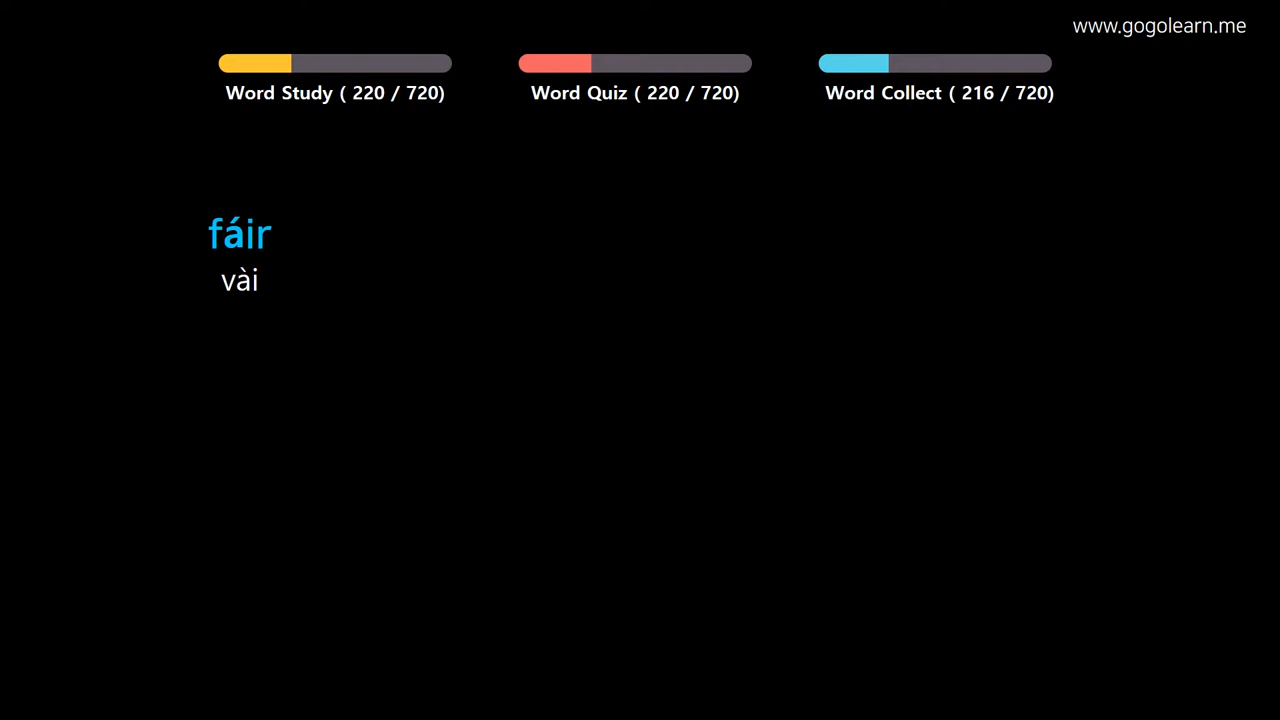 www.gogolearn.me
Word Study ( 220 / 720)
Word Quiz ( 220 / 720)
Word Collect ( 216 / 720)
fáir
vài